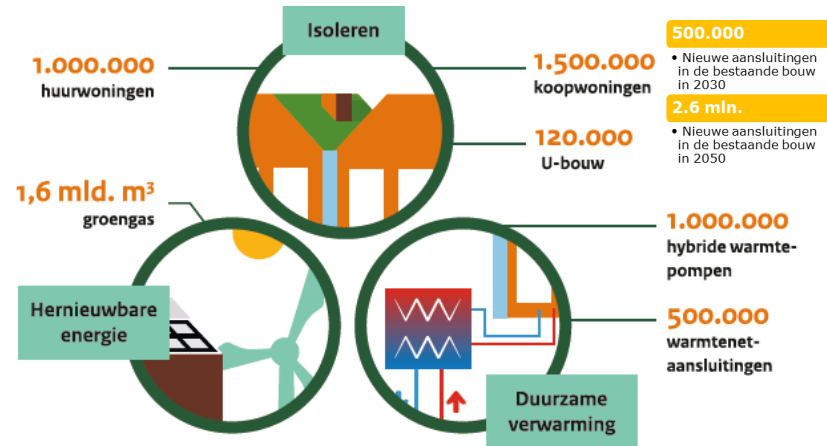 Isoleren
1.000.000
huurwoningen
1.500.000
koopwoningen
120.000
U-bouw
500.000
• Nieuwe aansluitingen
in de bestaande bouw
in 2030
2.6 mln.
• Nieuwe aansluitingen
in de bestaande bouw
in 2050
1,6 mld. m³
groengas
Hernieuwbare
energie
1.000.000
hybride warmte-
pompen
500.000
warmtenet-
aansluitingen
Duurzame
verwarming